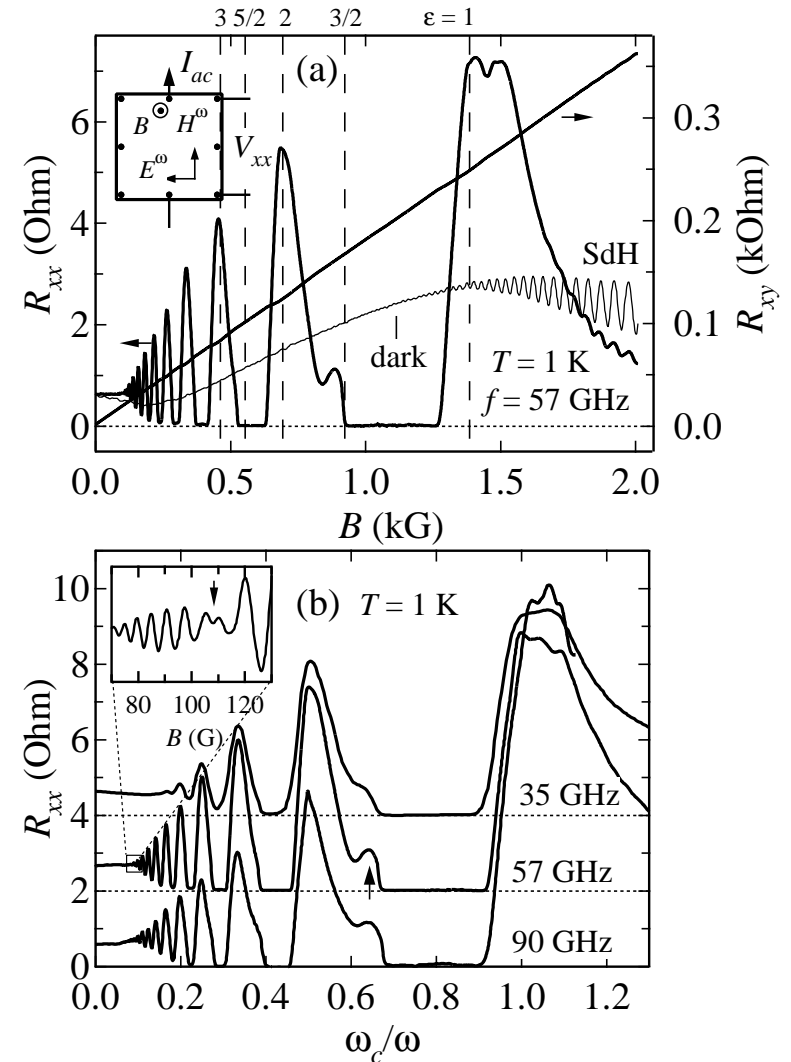 3 5/2 2 3/2 ε = 1
(a)
I_ac
B H^ω
E^ω
V_xx
R_xx (Ohm)
6
4
2
0
R_xy (kOhm)
0.3
0.2
0.1
0.0
SdH
dark
T = 1 K
f = 57 GHz
0.0 0.5 1.0 1.5 2.0
B (kG)
(b) T = 1 K
80 100 120
B (G)
R_xx (Ohm)
10
8
6
4
2
0
35 GHz
57 GHz
90 GHz
0.0 0.2 0.4 0.6 0.8 1.0 1.2
ω_c/ω